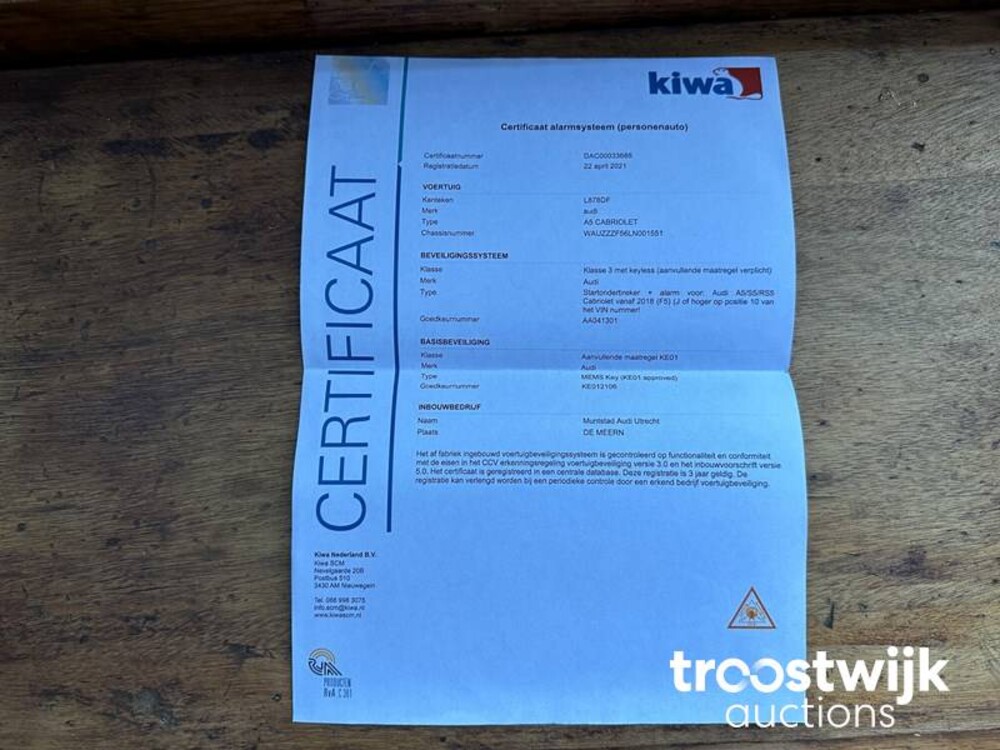 kiwa
CERTIFICAAT
Certificaat alarmsysteem (personenauto)
Certificaatnummer DAC00033686
Registratiedatum 22 april 2021
VOERTUIG
Kenteken L878DF
Merk audi
Type A5 CABRIOLET
Chassisnummer WAUZZZF56LN001551
BEVEILIGINGSSYSTEEM
Klasse Klasse 3 met keyless (aanvullende maatregel verplicht)
Merk Audi
Type Startonderbreker + alarm voor: Audi A5/S5/RS5
Cabriolet vanaf 2018 (F5) (J of hoger op positie 10 van
het VIN nummer!
Goedkeurnummer AA041301
BASISBEVEILIGING
Klasse Aanvullende maatregel KE01
Merk Audi
Type MEMS Key (KE01 approved)
Goedkeurnummer KE012106
INBOUWBEDRIJF
Naam Muntstad Audi Utrecht
Plaats DE MEERN
Het af fabriek ingebouwd voertuigbeveiligingssysteem is gecontroleerd op functionaliteit en conformiteit
met de eisen in het CCV erkenningsregeling voertuigbeveiliging versie 3.0 en het inbouwvoorschrift versie
5.0. Het certificaat is geregistreerd in een centrale database. Deze registratie is 3 jaar geldig. De
registratie kan verlengd worden bij een periodieke controle door een erkend bedrijf voertuigbeveiliging.
Kiwa Nederland B.V.
Kiwa SCM
Nevelgaarde 20B
Postbus 510
3430 AM Nieuwegein
Tel. 088 998 3075
info.scm@kiwa.nl
www.kiwascm.nl
RvA
PRODUCTEN
RvA C 381
troostwijk
auctions